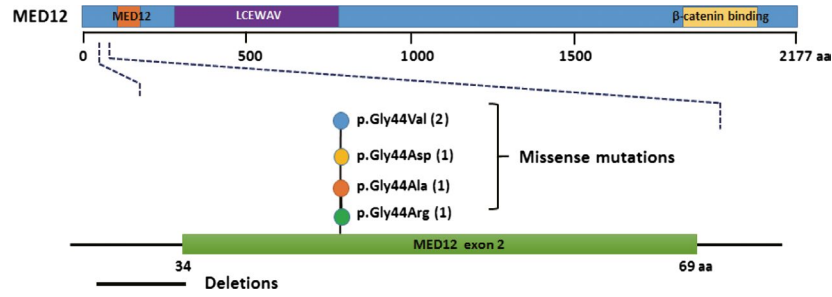 MED12 MED12 LCEWAV β-catenin binding
0 500 1000 1500 2177 aa
p.Gly44Val (2)
p.Gly44Asp (1)
Missense mutations
p.Gly44Ala (1)
p.Gly44Arg (1)
MED12 exon 2
34 69 aa
Deletions